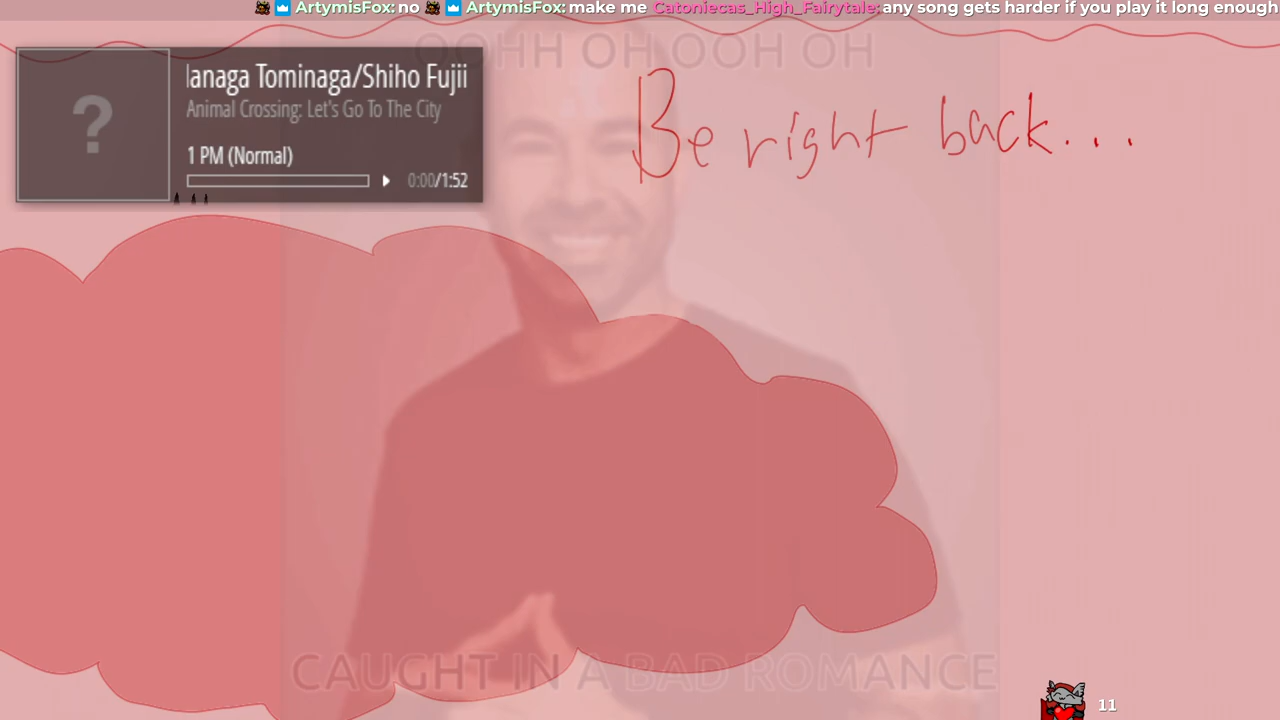 ArtymisFox: no ArtymisFox: make me Catoniecas_High_Fairytale: any song gets harder if you play it long enough
OOHH OH OOH OH
anaga Tominaga/Shiho Fujii
Animal Crossing: Let's Go To The City
?
1 PM (Normal)
0:00/1:52
Be right back...
CAUGHT IN A BAD ROMANCE
11